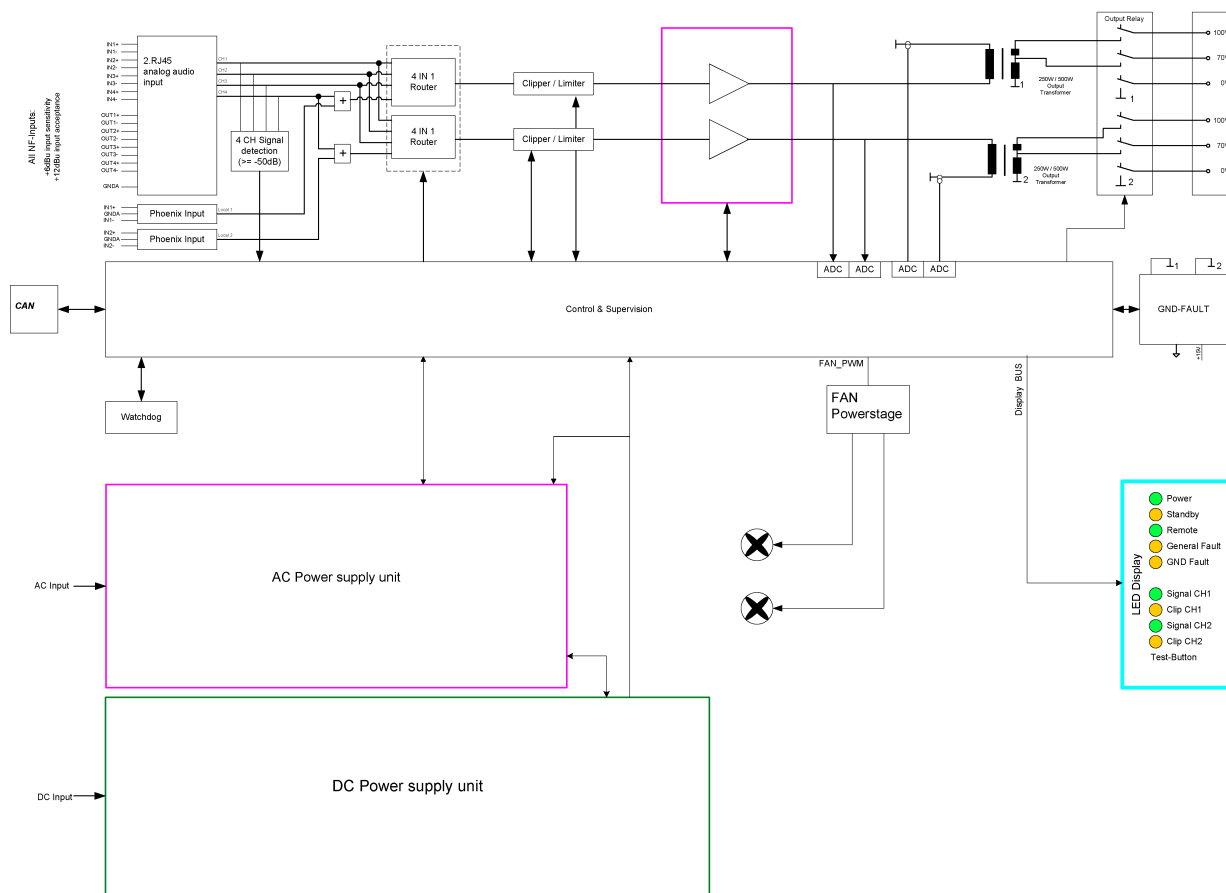 All NF-Inputs:
+6dBu input sensitivity
+12dBu input acceptance
IN1+
IN1-
IN2+
IN2-
IN3+
IN3-
IN4+
IN4-
OUT1+
OUT1-
OUT2+
OUT2-
OUT3+
OUT3-
OUT4+
OUT4-
GNDA
2.RJ45
analog audio
input
CH1
CH2
CH3
CH4
4 CH Signal
detection
(>= -50dB)
IN1+
GNDA
IN1-
Phoenix Input
Local 1
IN2+
GNDA
IN2-
Phoenix Input
Local 2
+
+
4 IN 1
Router
4 IN 1
Router
Clipper / Limiter
Clipper / Limiter
1
250W / 500W
Output
Transformer
2
250W / 500W
Output
Transformer
Output Relay
1
2
100V
70V
0V
100V
70V
0V
ADC
ADC
ADC
ADC
CAN
Control & Supervision
1
2
GND-FAULT
+15V
Watchdog
FAN_PWM
FAN
Powerstage
Display BUS
AC Input
AC Power supply unit
DC Input
DC Power supply unit
LED Display
Power
Standby
Remote
General Fault
GND Fault
Signal CH1
Clip CH1
Signal CH2
Clip CH2
Test-Button